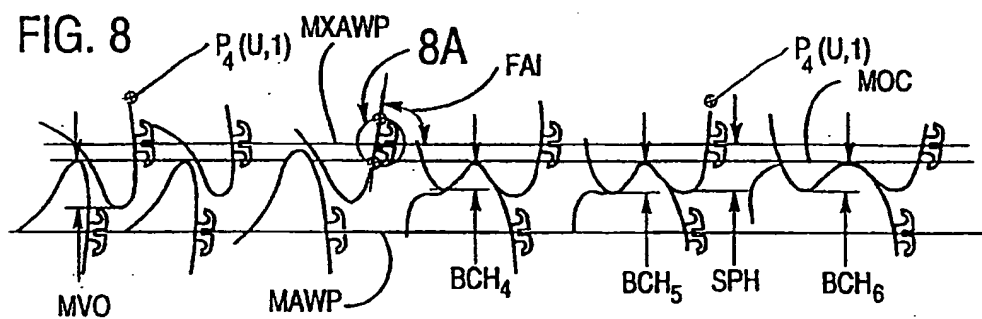 FIG. 8
P4(U,1)
MXAWP
8A
FAI
P4(U,1)
MOC
MVO
MAWP
BCH4
BCH5
SPH
BCH6